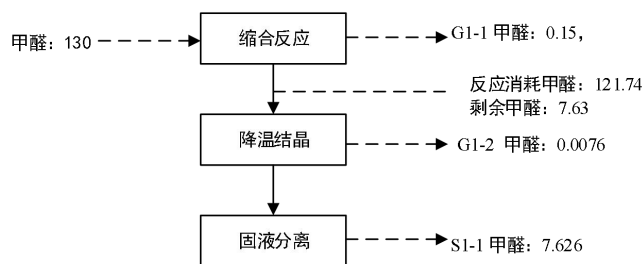 甲醛：130
缩合反应
G1-1 甲醛：0.15，
反应消耗甲醛：121.74
剩余甲醛：7.63
降温结晶
G1-2 甲醛：0.0076
固液分离
S1-1 甲醛：7.626